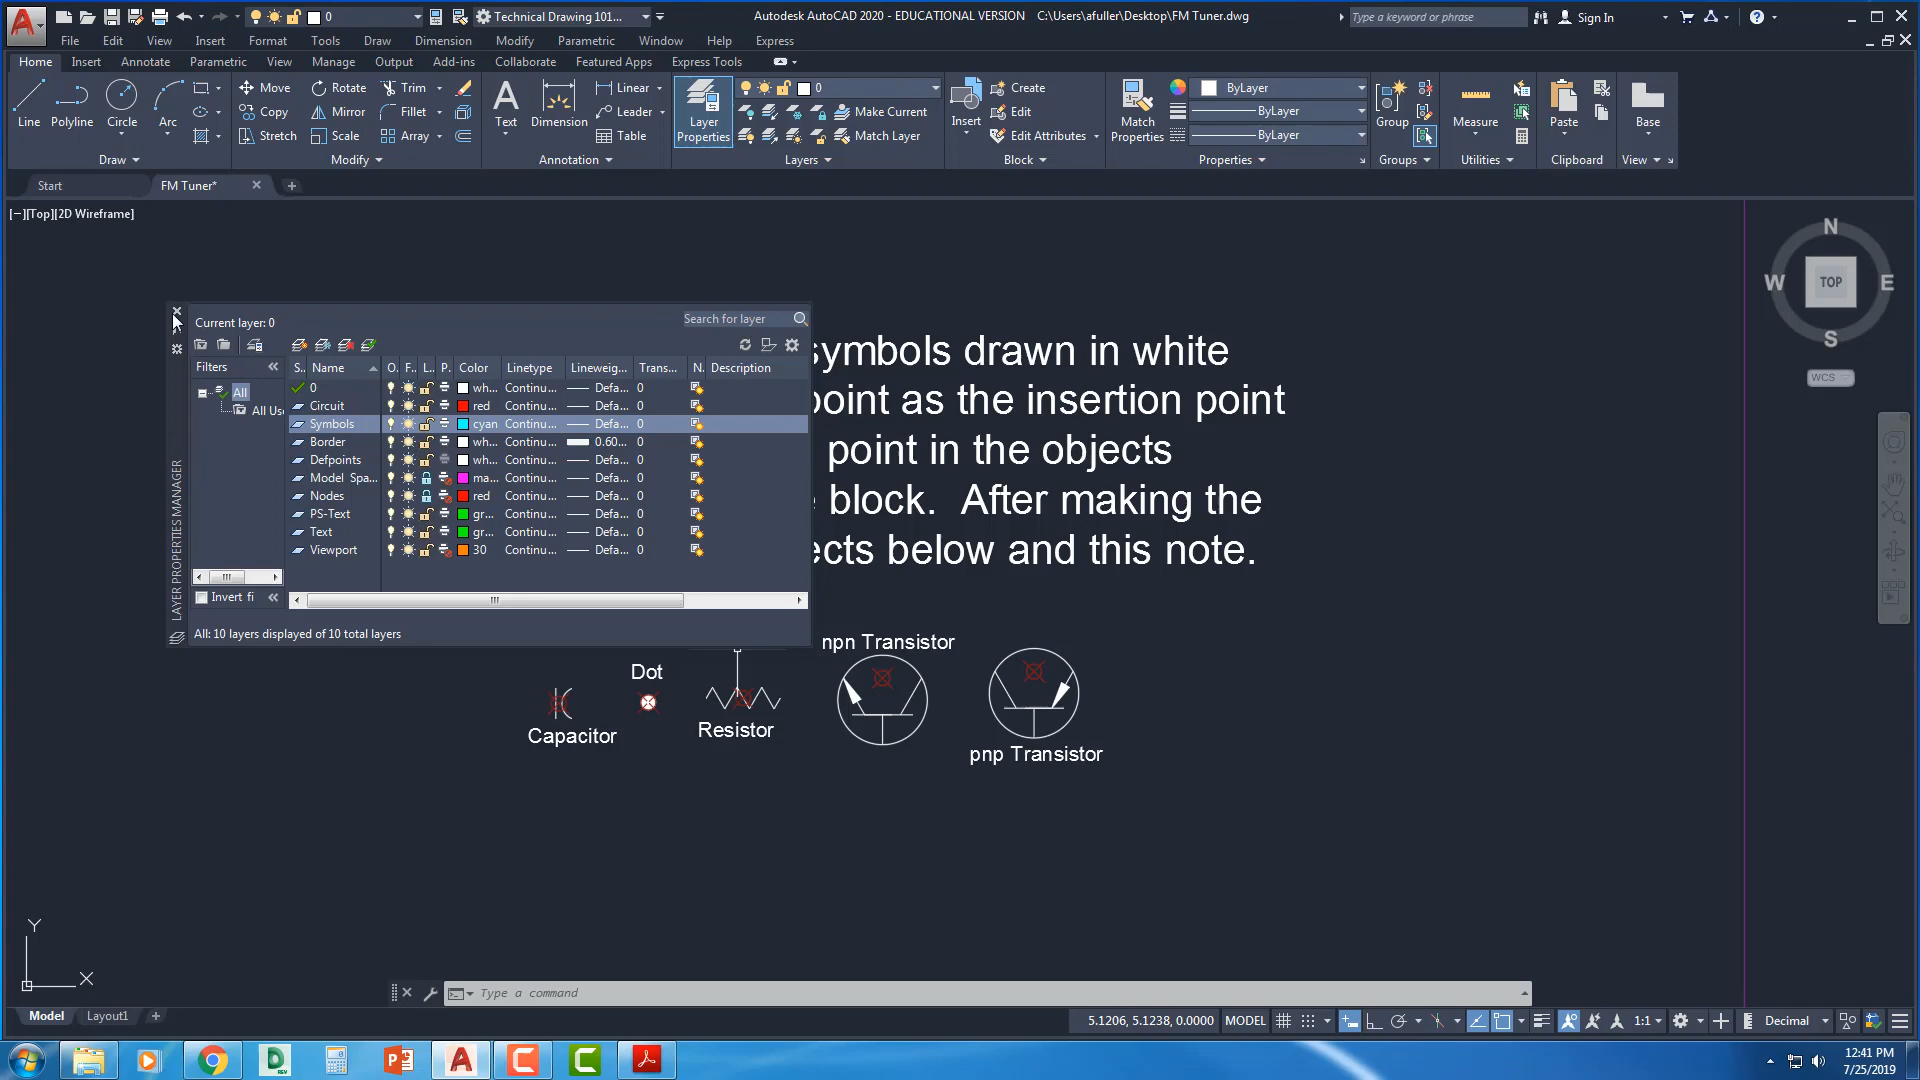 0
Technical Drawing 101...
Autodesk AutoCAD 2020 - EDUCATIONAL VERSION
C:\Users\afuller\Desktop\FM Tuner.dwg
Type a keyword or phrase
Sign In
File
Edit
View
Insert
Format
Tools
Draw
Dimension
Modify
Parametric
Window
Help
Express
Home
Insert
Annotate
Parametric
View
Manage
Output
Add-ins
Collaborate
Featured Apps
Express Tools
Line
Polyline
Circle
Arc
Move
Rotate
Trim
Copy
Mirror
Fillet
Stretch
Scale
Array
Text
Dimension
Linear
Leader
Table
Layer
Properties
0
Make Current
Match Layer
Insert
Create
Edit
Edit Attributes
Match
Properties
ByLayer
ByLayer
ByLayer
Group
Measure
Paste
Base
Draw
Modify
Annotation
Layers
Block
Properties
Groups
Utilities
Clipboard
View
Start
FM Tuner*
[−][Top][2D Wireframe]
N
W
TOP
E
S
WCS
Current layer: 0
Search for layer
Filters
All
All Use
Invert fi
S.. Name O. F.. L.. P. Color Linetype Lineweig... Trans... N. Description
0 wh... Continu... Defa... 0
Circuit red Continu... Defa... 0
Symbols cyan Continu... Defa... 0
Border wh... Continu... 0.60... 0
Defpoints wh... Continu... Defa... 0
Model Spa... ma... Continu... Defa... 0
Nodes red Continu... Defa... 0
PS-Text gr... Continu... Defa... 0
Text gr... Continu... Defa... 0
Viewport 30 Continu... Defa... 0
All: 10 layers displayed of 10 total layers
LAYER PROPERTIES MANAGER
symbols drawn in white
point as the insertion point
point in the objects
block. After making the
ects below and this note.
npn Transistor
Dot
Capacitor
Resistor
pnp Transistor
Y
X
Type a command
Model
Layout1
5.1206, 5.1238, 0.0000
MODEL
1:1
Decimal
12:41 PM
7/25/2019